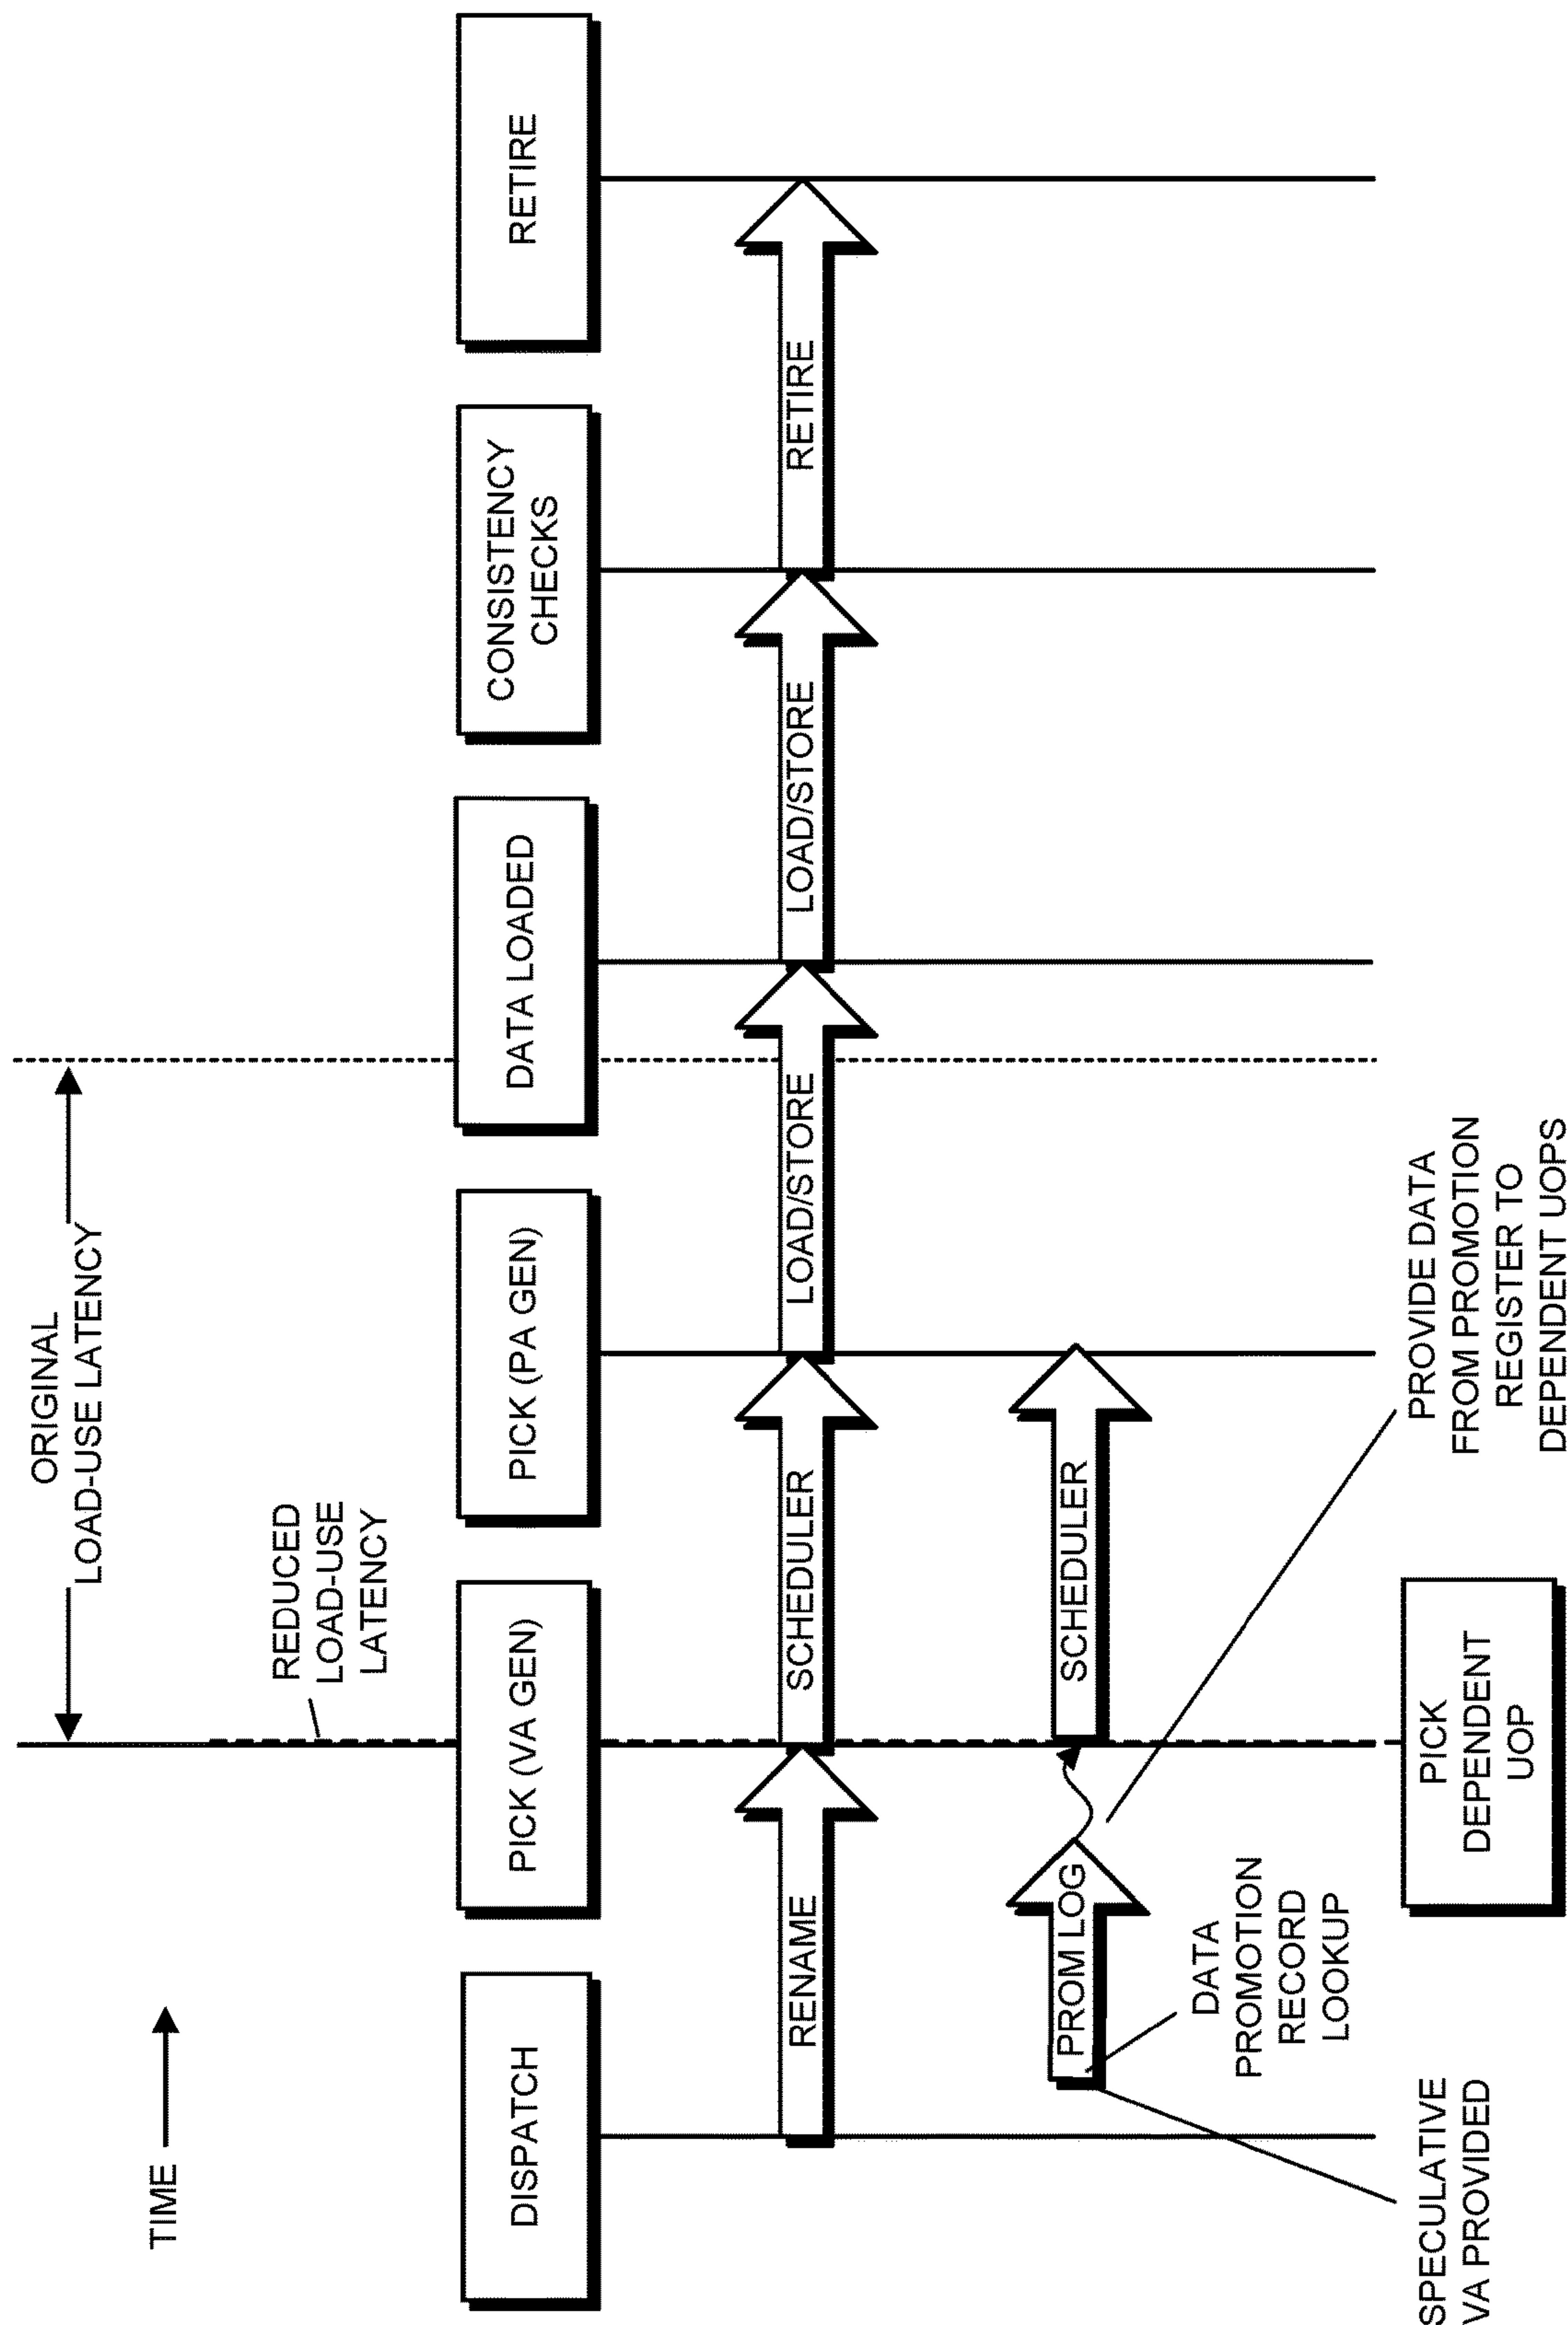 TIME
ORIGINAL
LOAD-USE LATENCY
REDUCED
LOAD-USE
LATENCY
DISPATCH
PICK (VA GEN)
PICK (PA GEN)
DATA LOADED
CONSISTENCY
CHECKS
RETIRE
RENAME
SCHEDULER
LOAD/STORE
LOAD/STORE
RETIRE
PROM LOG
SCHEDULER
DATA
PROMOTION
RECORD
LOOKUP
SPECULATIVE
VA PROVIDED
PICK
DEPENDENT
UOP
PROVIDE DATA
FROM PROMOTION
REGISTER TO
DEPENDENT UOPS